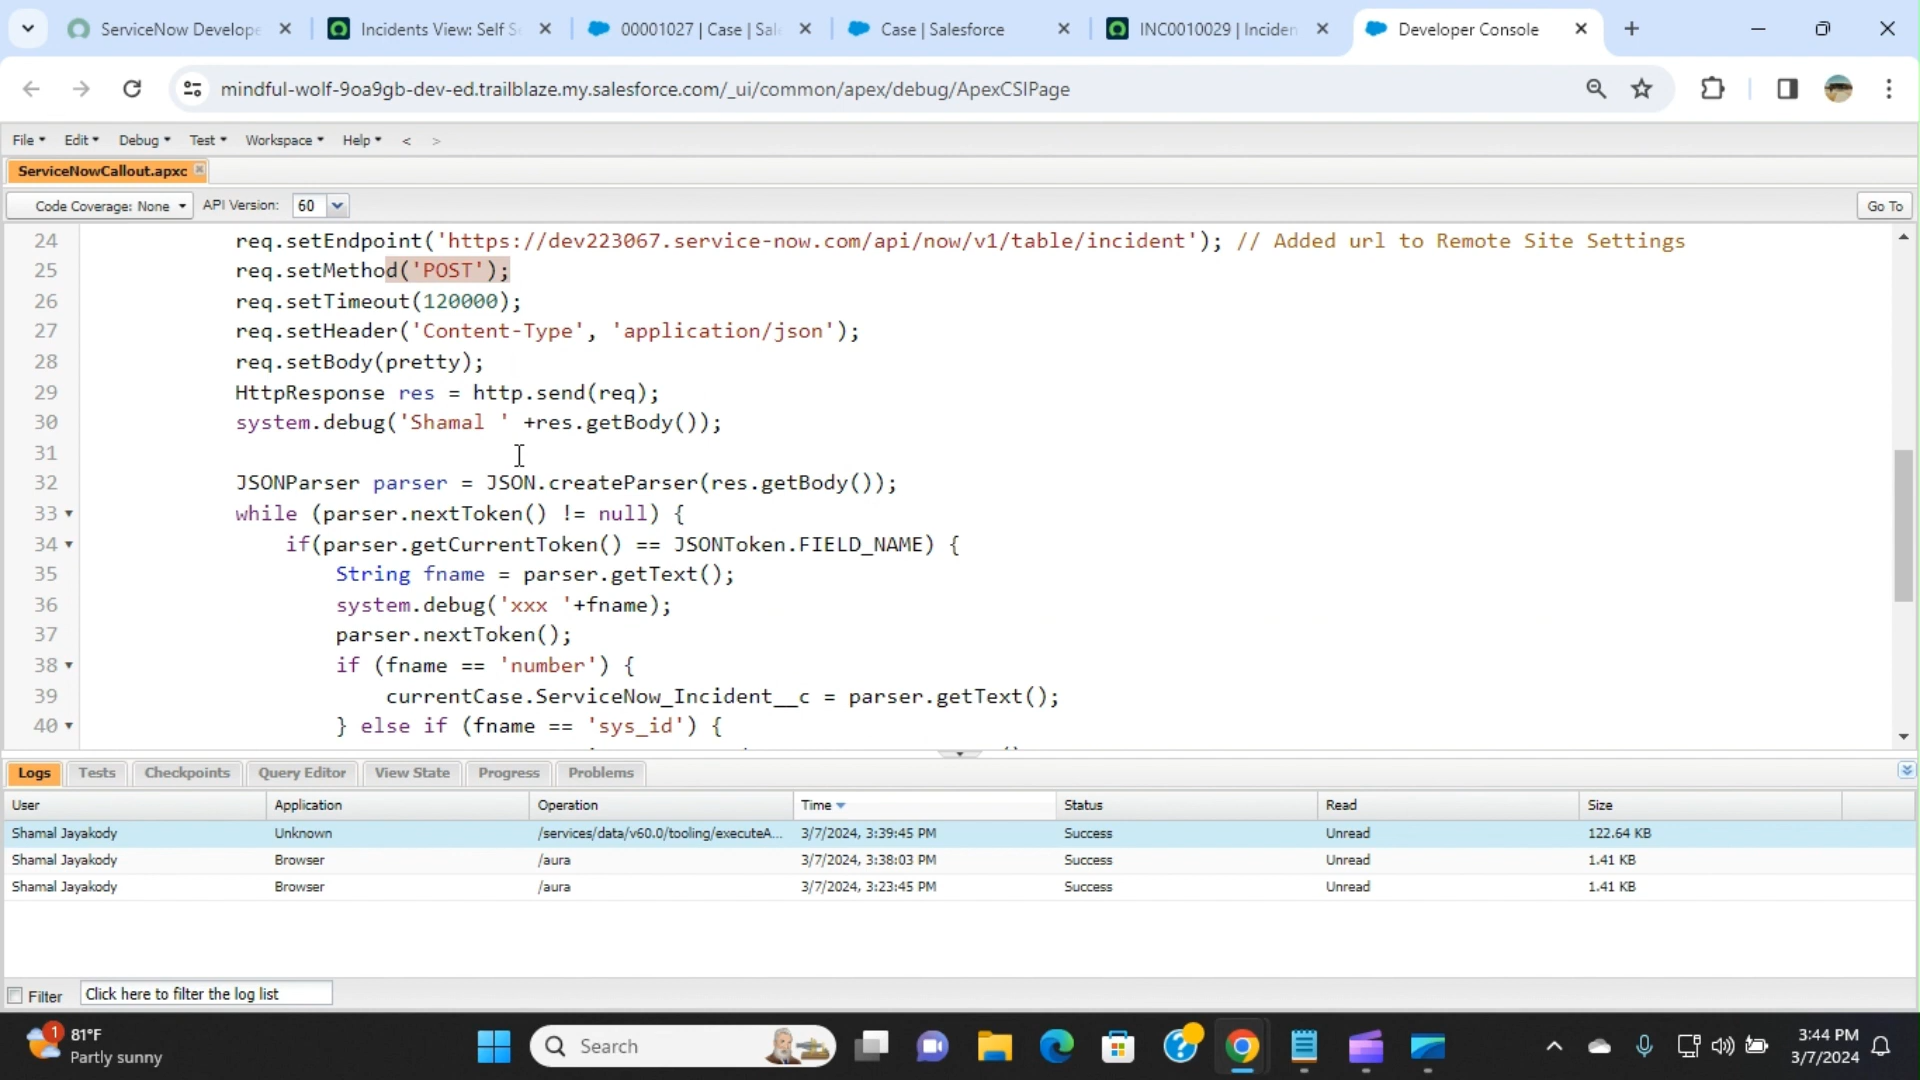 ServiceNow Develope
Incidents View: Self S
00001027 | Case | Sal
Case | Salesforce
INC0010029 | Inciden
Developer Console
mindful-wolf-9oa9gb-dev-ed.trailblaze.my.salesforce.com/_ui/common/apex/debug/ApexCSIPage
File Edit Debug Test Workspace Help < >
ServiceNowCallout.apxc
Code Coverage: None API Version: 60 Go To
24 req.setEndpoint('https://dev223067.service-now.com/api/now/v1/table/incident'); // Added url to Remote Site Settings
25 req.setMethod('POST');
26 req.setTimeout(120000);
27 req.setHeader('Content-Type', 'application/json');
28 req.setBody(pretty);
29 HttpResponse res = http.send(req);
30 system.debug('Shamal ' +res.getBody());
31
32 JSONParser parser = JSON.createParser(res.getBody());
33 while (parser.nextToken() != null) {
34 if(parser.getCurrentToken() == JSONToken.FIELD_NAME) {
35 String fname = parser.getText();
36 system.debug('xxx '+fname);
37 parser.nextToken();
38 if (fname == 'number') {
39 currentCase.ServiceNow_Incident__c = parser.getText();
40 } else if (fname == 'sys_id') {
Logs Tests Checkpoints Query Editor View State Progress Problems
User Application Operation Time Status Read Size
Shamal Jayakody Unknown /services/data/v60.0/tooling/executeA... 3/7/2024, 3:39:45 PM Success Unread 122.64 KB
Shamal Jayakody Browser /aura 3/7/2024, 3:38:03 PM Success Unread 1.41 KB
Shamal Jayakody Browser /aura 3/7/2024, 3:23:45 PM Success Unread 1.41 KB
Filter Click here to filter the log list
1
81°F
Partly sunny
Search
3:44 PM
3/7/2024